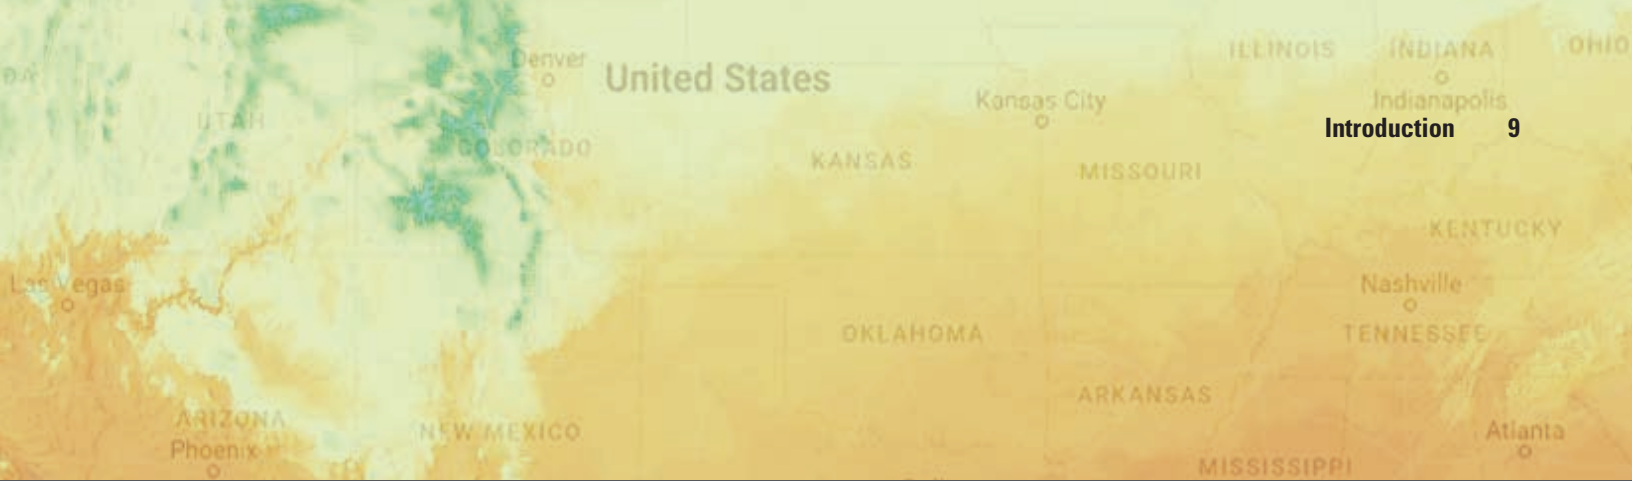 ILLINOIS INDIANA OHIO
Denver
United States
DA
Kansas City Indianapolis
UTAH
Introduction 9
COLORADO
KANSAS
MISSOURI
KENTUCKY
Las Vegas
Nashville
OKLAHOMA
TENNESSEE
ARKANSAS
ARIZONA
NEW MEXICO
Atlanta
Phoenix
MISSISSIPPI